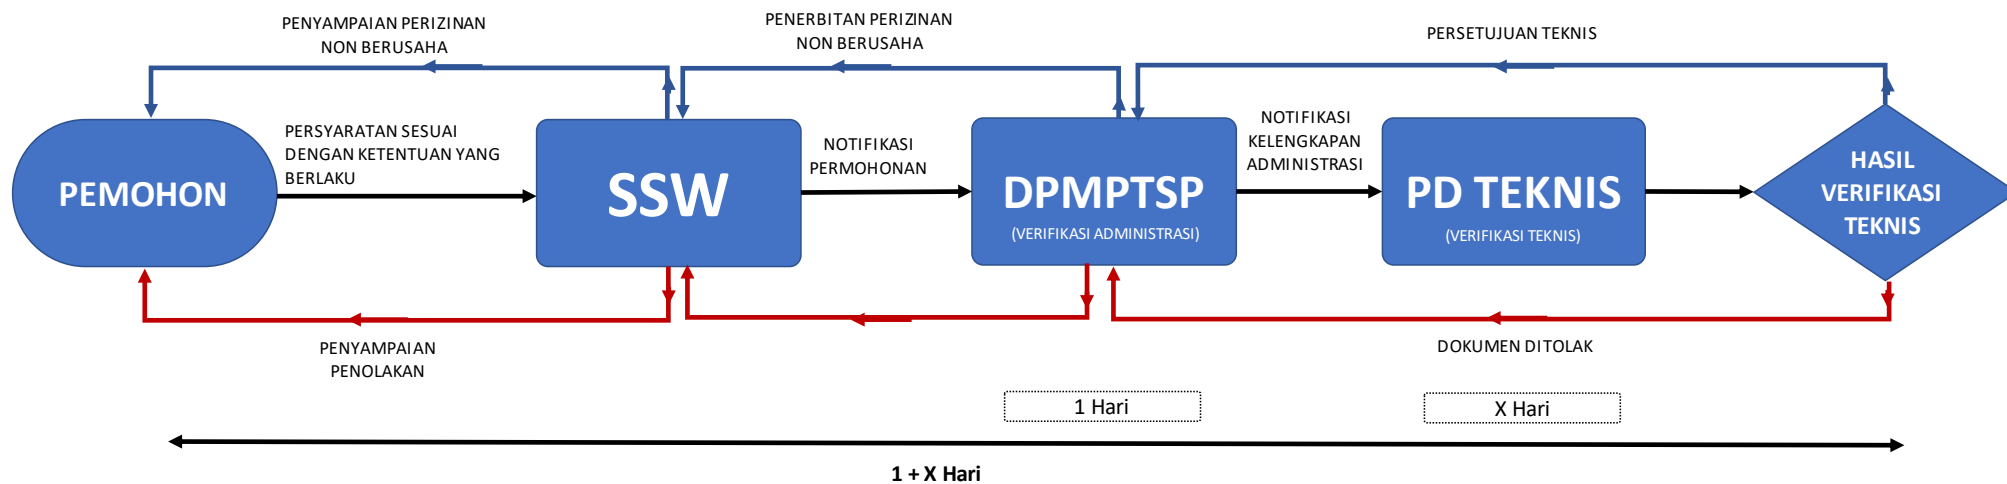 PENYAMPAIAN PERIZINAN
NON BERUSAHA
PENERBITAN PERIZINAN
NON BERUSAHA
PERSETUJUAN TEKNIS
PEMOHON
PERSYARATAN SESUAI
DENGAN KETENTUAN YANG
BERLAKU
SSW
NOTIFIKASI
PERMOHONAN
DPMPTSP
(VERIFIKASI ADMINISTRASI)
NOTIFIKASI
KELENGKAPAN
ADMINISTRASI
PD TEKNIS
(VERIFIKASI TEKNIS)
HASIL
VERIFIKASI
TEKNIS
PENYAMPAIAN
PENOLAKAN
DOKUMEN DITOLAK
1 Hari
X Hari
1 + X Hari